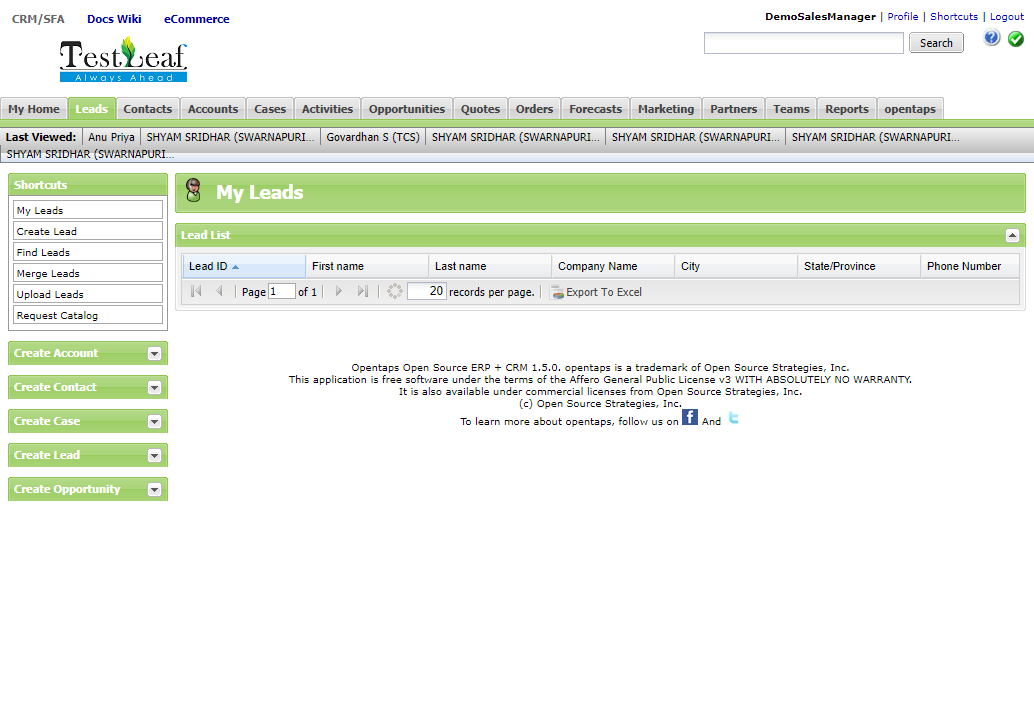 CRM/SFA Docs Wiki eCommerce
DemoSalesManager | Profile | Shortcuts | Logout
Search
TestLeaf
Always Ahead
My Home Leads Contacts Accounts Cases Activities Opportunities Quotes Orders Forecasts Marketing Partners Teams Reports opentaps
Last Viewed: Anu Priya SHYAM SRIDHAR (SWARNAPURI... Govardhan S (TCS) SHYAM SRIDHAR (SWARNAPURI... SHYAM SRIDHAR (SWARNAPURI... SHYAM SRIDHAR (SWARNAPURI...
SHYAM SRIDHAR (SWARNAPURI...
Shortcuts
My Leads
Create Lead
Find Leads
Merge Leads
Upload Leads
Request Catalog
Create Account
Create Contact
Create Case
Create Lead
Create Opportunity
My Leads
Lead List
Lead ID First name Last name Company Name City State/Province Phone Number
Page 1 of 1 20 records per page. Export To Excel
Opentaps Open Source ERP + CRM 1.5.0. opentaps is a trademark of Open Source Strategies, Inc.
This application is free software under the terms of the Affero General Public License v3 WITH ABSOLUTELY NO WARRANTY.
It is also available under commercial licenses from Open Source Strategies, Inc.
(c) Open Source Strategies, Inc.
To learn more about opentaps, follow us on f And t